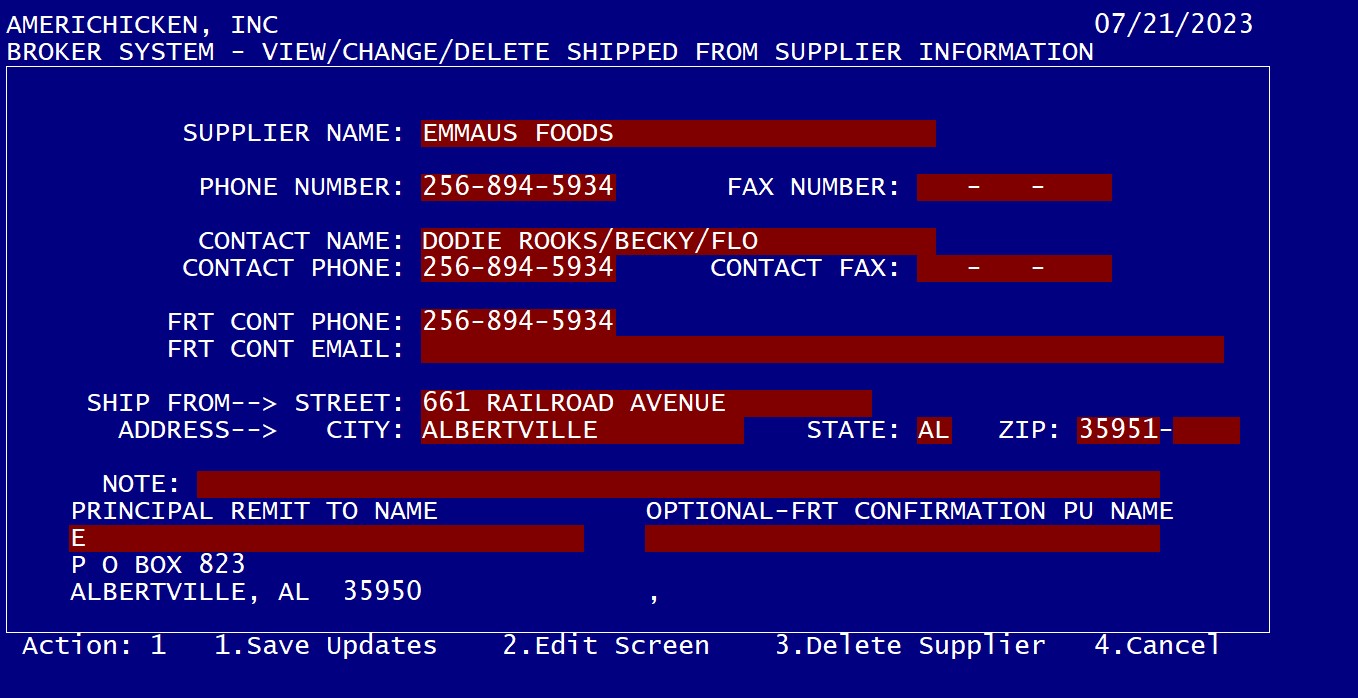 AMERICHICKEN, INC 07/21/2023
BROKER SYSTEM - VIEW/CHANGE/DELETE SHIPPED FROM SUPPLIER INFORMATION
SUPPLIER NAME: EMMAUS FOODS
PHONE NUMBER: 256-894-5934 FAX NUMBER: - -
CONTACT NAME: DODIE ROOKS/BECKY/FLO
CONTACT PHONE: 256-894-5934 CONTACT FAX: - -
FRT CONT PHONE: 256-894-5934
FRT CONT EMAIL:
SHIP FROM--> STREET: 661 RAILROAD AVENUE
ADDRESS--> CITY: ALBERTVILLE STATE: AL ZIP: 35951-
NOTE:
PRINCIPAL REMIT TO NAME OPTIONAL-FRT CONFIRMATION PU NAME
E
P O BOX 823
ALBERTVILLE, AL 35950 ,
Action: 1 1.Save Updates 2.Edit Screen 3.Delete Supplier 4.Cancel